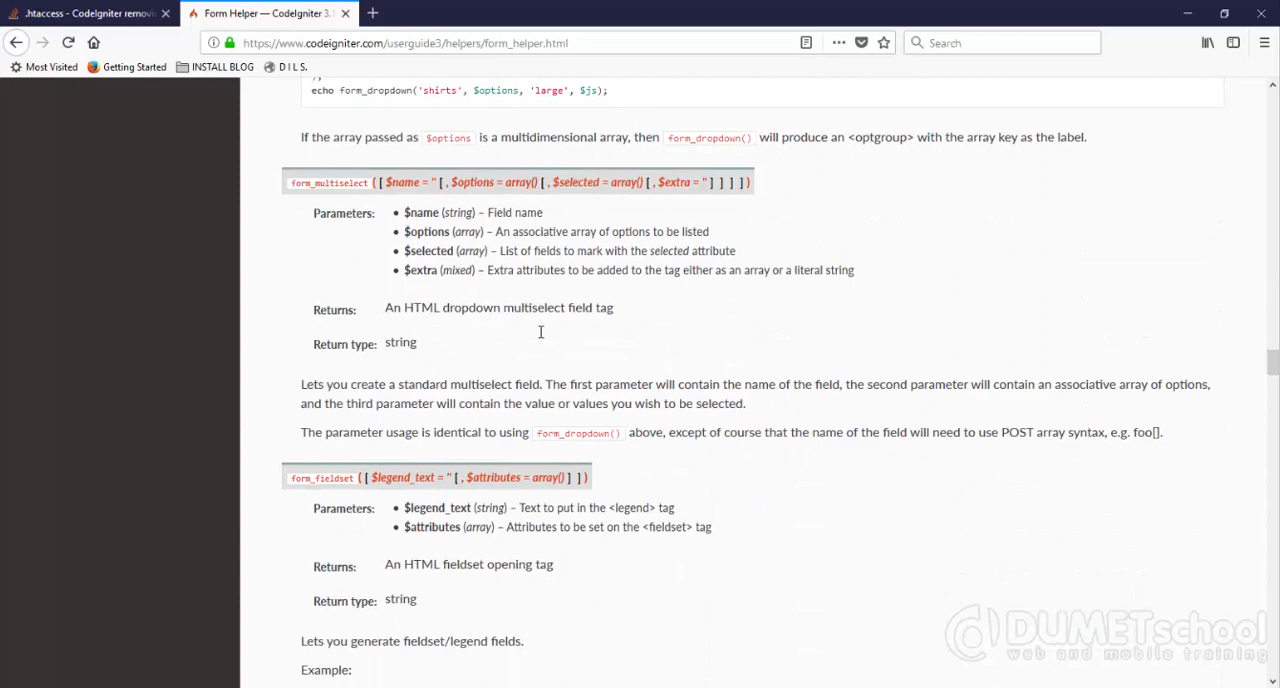 .htaccess - CodeIgniter removi
Form Helper — CodeIgniter 3.1
https://www.codeigniter.com/userguide3/helpers/form_helper.html
Search
Most Visited
Getting Started
INSTALL BLOG
D I L S.
);
echo form_dropdown('shirts', $options, 'large', $js);
If the array passed as $options is a multidimensional array, then form_dropdown() will produce an <optgroup> with the array key as the label.
form_multiselect ( [ $name = '' [ , $options = array() [ , $selected = array() [ , $extra = '' ] ] ] ] )
Parameters:
• $name (string) – Field name
• $options (array) – An associative array of options to be listed
• $selected (array) – List of fields to mark with the selected attribute
• $extra (mixed) – Extra attributes to be added to the tag either as an array or a literal string
Returns: An HTML dropdown multiselect field tag
Return type: string
Lets you create a standard multiselect field. The first parameter will contain the name of the field, the second parameter will contain an associative array of options,
and the third parameter will contain the value or values you wish to be selected.
The parameter usage is identical to using form_dropdown() above, except of course that the name of the field will need to use POST array syntax, e.g. foo[].
form_fieldset ( [ $legend_text = '' [ , $attributes = array() ] ] )
Parameters:
• $legend_text (string) – Text to put in the <legend> tag
• $attributes (array) – Attributes to be set on the <fieldset> tag
Returns: An HTML fieldset opening tag
Return type: string
Lets you generate fieldset/legend fields.
Example:
DUMETschool
web and mobile training